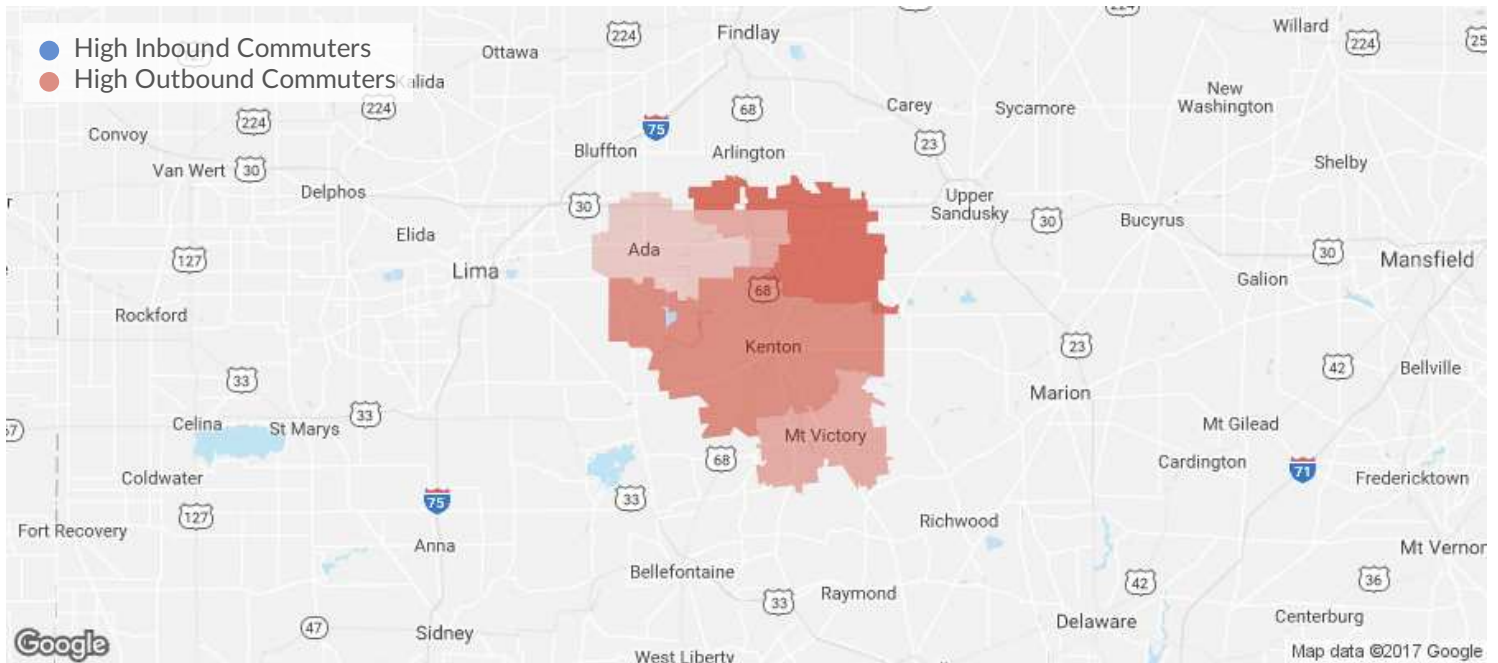 High Inbound Commuters
High Outbound Commuters
Findlay
Willard
Ottawa
224
224
Kalida
224
224
Convoy
Van Wert
30
Delphos
Bluffton
75
68
Arlington
Carey
23
Sycamore
New
Washington
Shelby
30
Upper
Sandusky
30
Bucyrus
Elida
127
Lima
Ada
68
Galion
30
Mansfield
Rockford
Kenton
23
33
42
Bellville
Marion
33
Celina
St Marys
Mt Victory
Mt Gilead
68
Coldwater
33
Cardington
71
Fredericktown
75
127
Fort Recovery
Richwood
Anna
Mt Vernon
Bellefontaine
33
Raymond
42
36
47
Sidney
Delaware
Centerburg
West Liberty
Google
Map data ©2017 Google